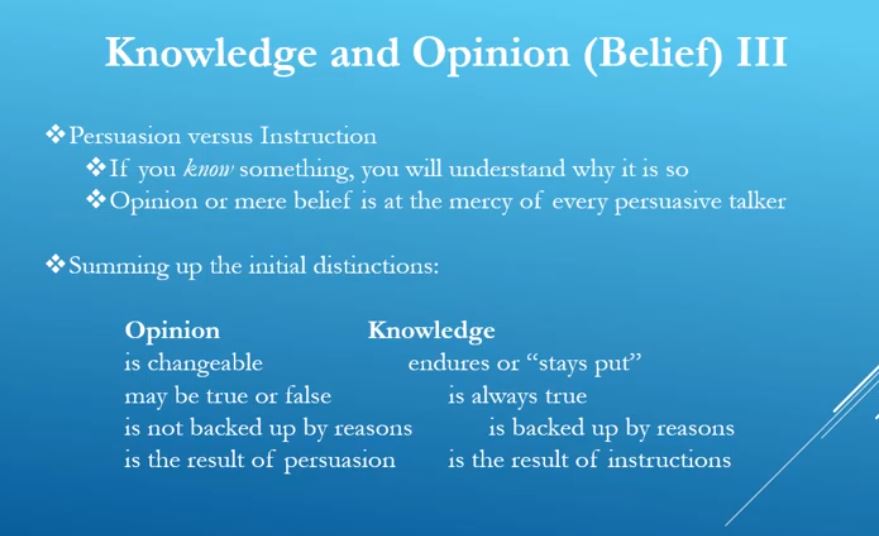 Knowledge and Opinion (Belief) III
❖Persuasion versus Instruction
❖If you know something, you will understand why it is so
❖Opinion or mere belief is at the mercy of every persuasive talker
❖Summing up the initial distinctions:
Opinion Knowledge
is changeable endures or “stays put”
may be true or false is always true
is not backed up by reasons is backed up by reasons
is the result of persuasion is the result of instructions